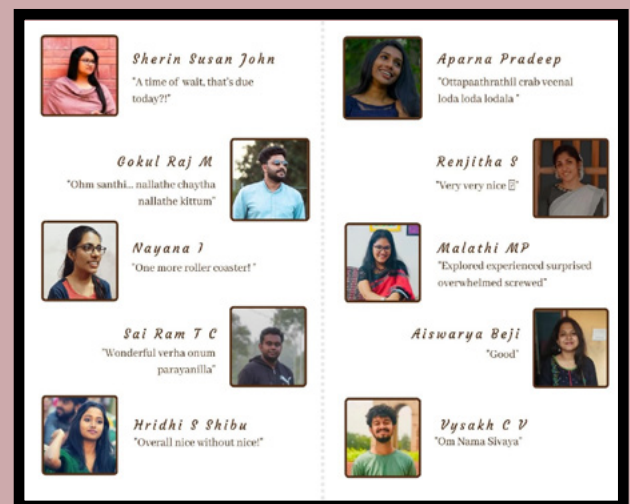 Sherin Susan John
"A time of wait, that's due
today?!"
Gokul Raj M
"Ohm santhi... nallathe chaytha
nallathe kittum"
Nayana J
"One more roller coaster! "
Sai Ram T C
"Wonderful verha onum
parayanilla"
Hridhi S Shibu
"Overall nice without nice!"
Aparna Pradeep
"Ottapaathrathil crab veenal
loda loda lodala "
Renjitha S
"Very very nice "
Malathi MP
"Explored experienced surprised
overwhelmed screwed"
Aiswarya Beji
"Good"
Vysakh C V
"Om Nama Sivaya"